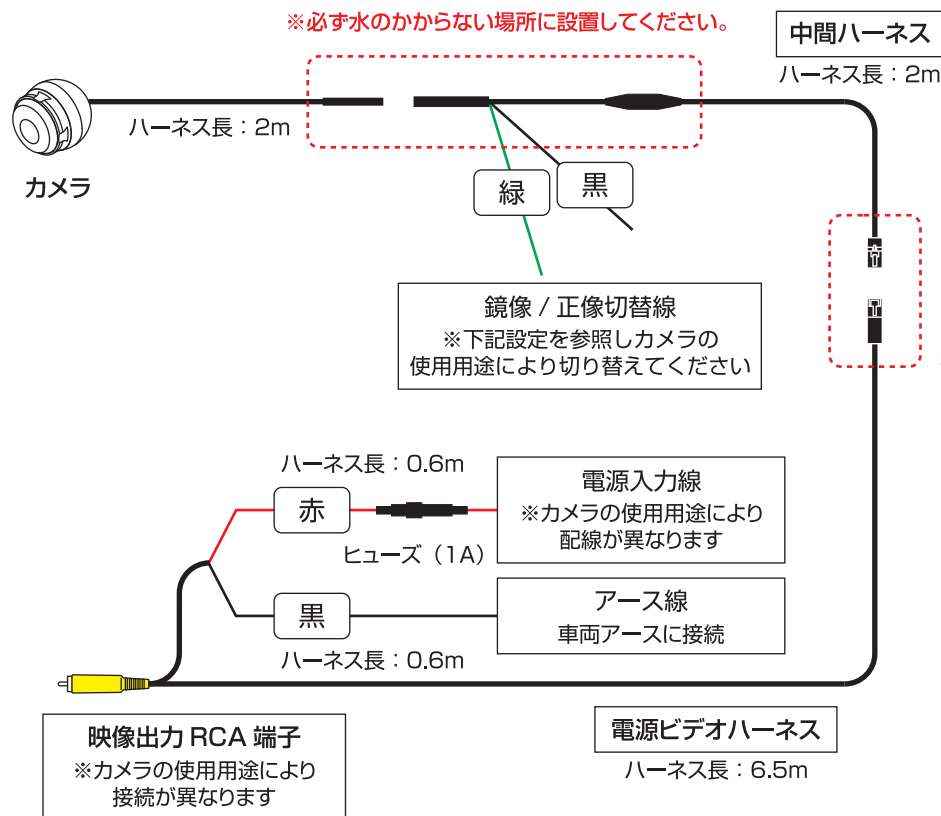 ※必ず水のかからない場所に設置してください。
中間ハーネス
ハーネス長：2m
ハーネス長：2m
カメラ
緑
黒
鏡像 / 正像切替線
※下記設定を参照しカメラの
使用用途により切り替えてください
ハーネス長：0.6m
赤
ヒューズ（1A）
電源入力線
※カメラの使用用途により
配線が異なります
黒
ハーネス長：0.6m
アース線
車両アースに接続
映像出力 RCA 端子
※カメラの使用用途により
接続が異なります
電源ビデオハーネス
ハーネス長：6.5m